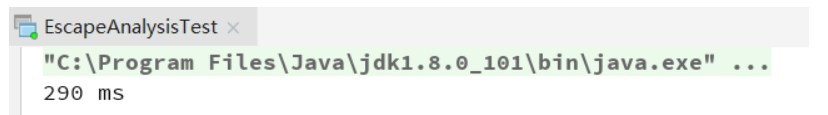 EscapeAnalysisTest
"C:\Program Files\Java\jdk1.8.0_101\bin\java.exe" ...
290 ms